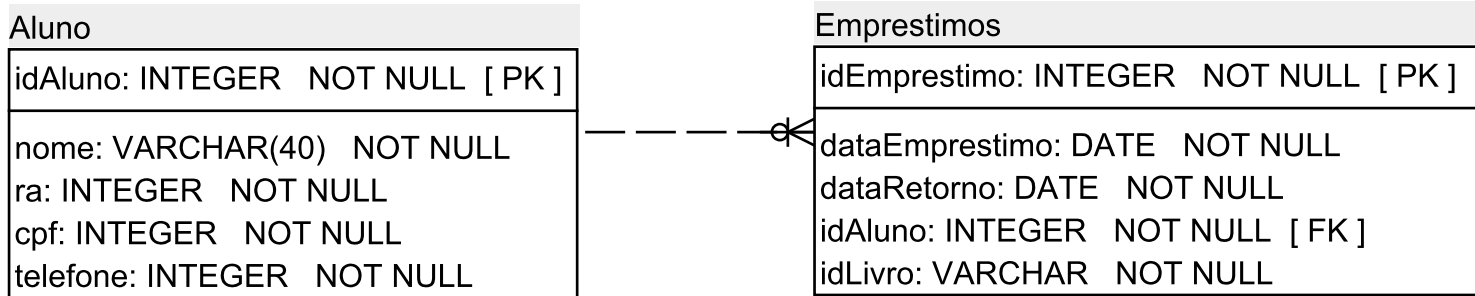 Aluno
idAluno: INTEGER NOT NULL [ PK ]
nome: VARCHAR(40) NOT NULL
ra: INTEGER NOT NULL
cpf: INTEGER NOT NULL
telefone: INTEGER NOT NULL
Emprestimos
idEmprestimo: INTEGER NOT NULL [ PK ]
dataEmprestimo: DATE NOT NULL
dataRetorno: DATE NOT NULL
idAluno: INTEGER NOT NULL [ FK ]
idLivro: VARCHAR NOT NULL